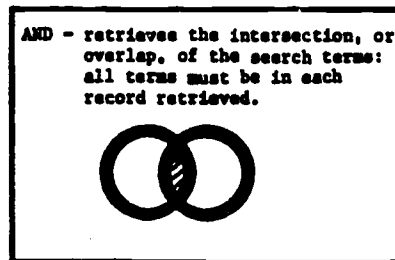 AND - retrieves the intersection, or
overlap, of the search terms:
all terms must be in each
record retrieved.